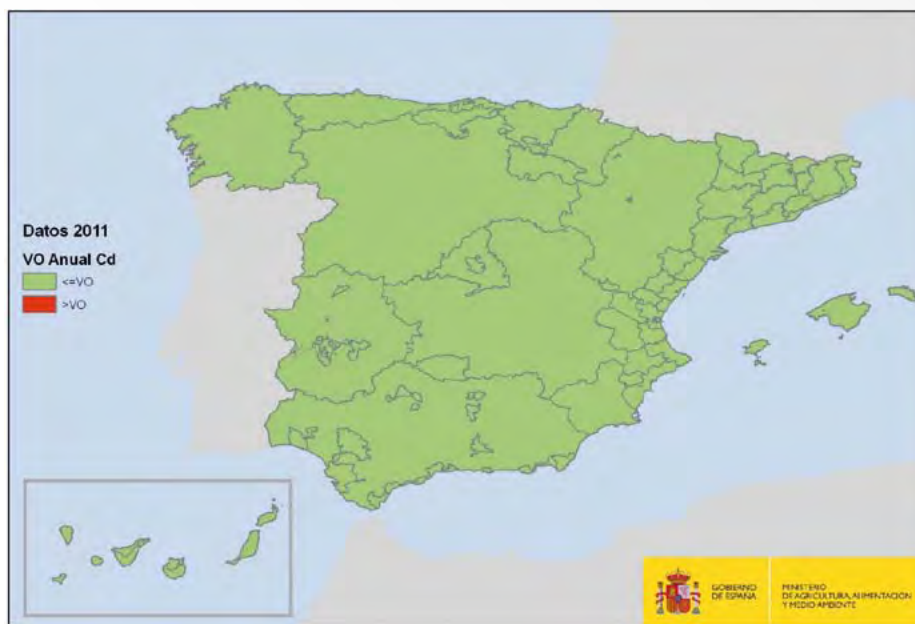 Datos 2011
VO Anual Cd
<=VO
>VO
GOBIERNO
DE ESPAÑA
MINISTERIO
DE AGRICULTURA, ALIMENTACIÓN
Y MEDIO AMBIENTE